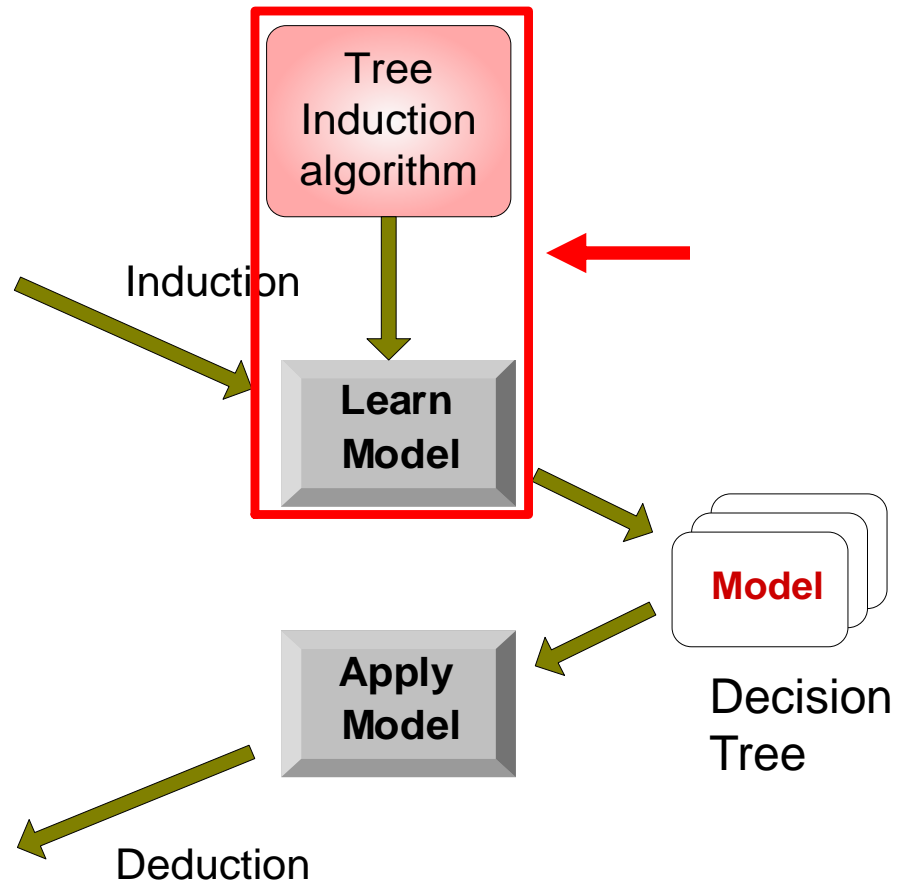 Tree
Induction
algorithm
Induction
Learn
Model
Model
Apply
Model
Decision
Tree
Deduction